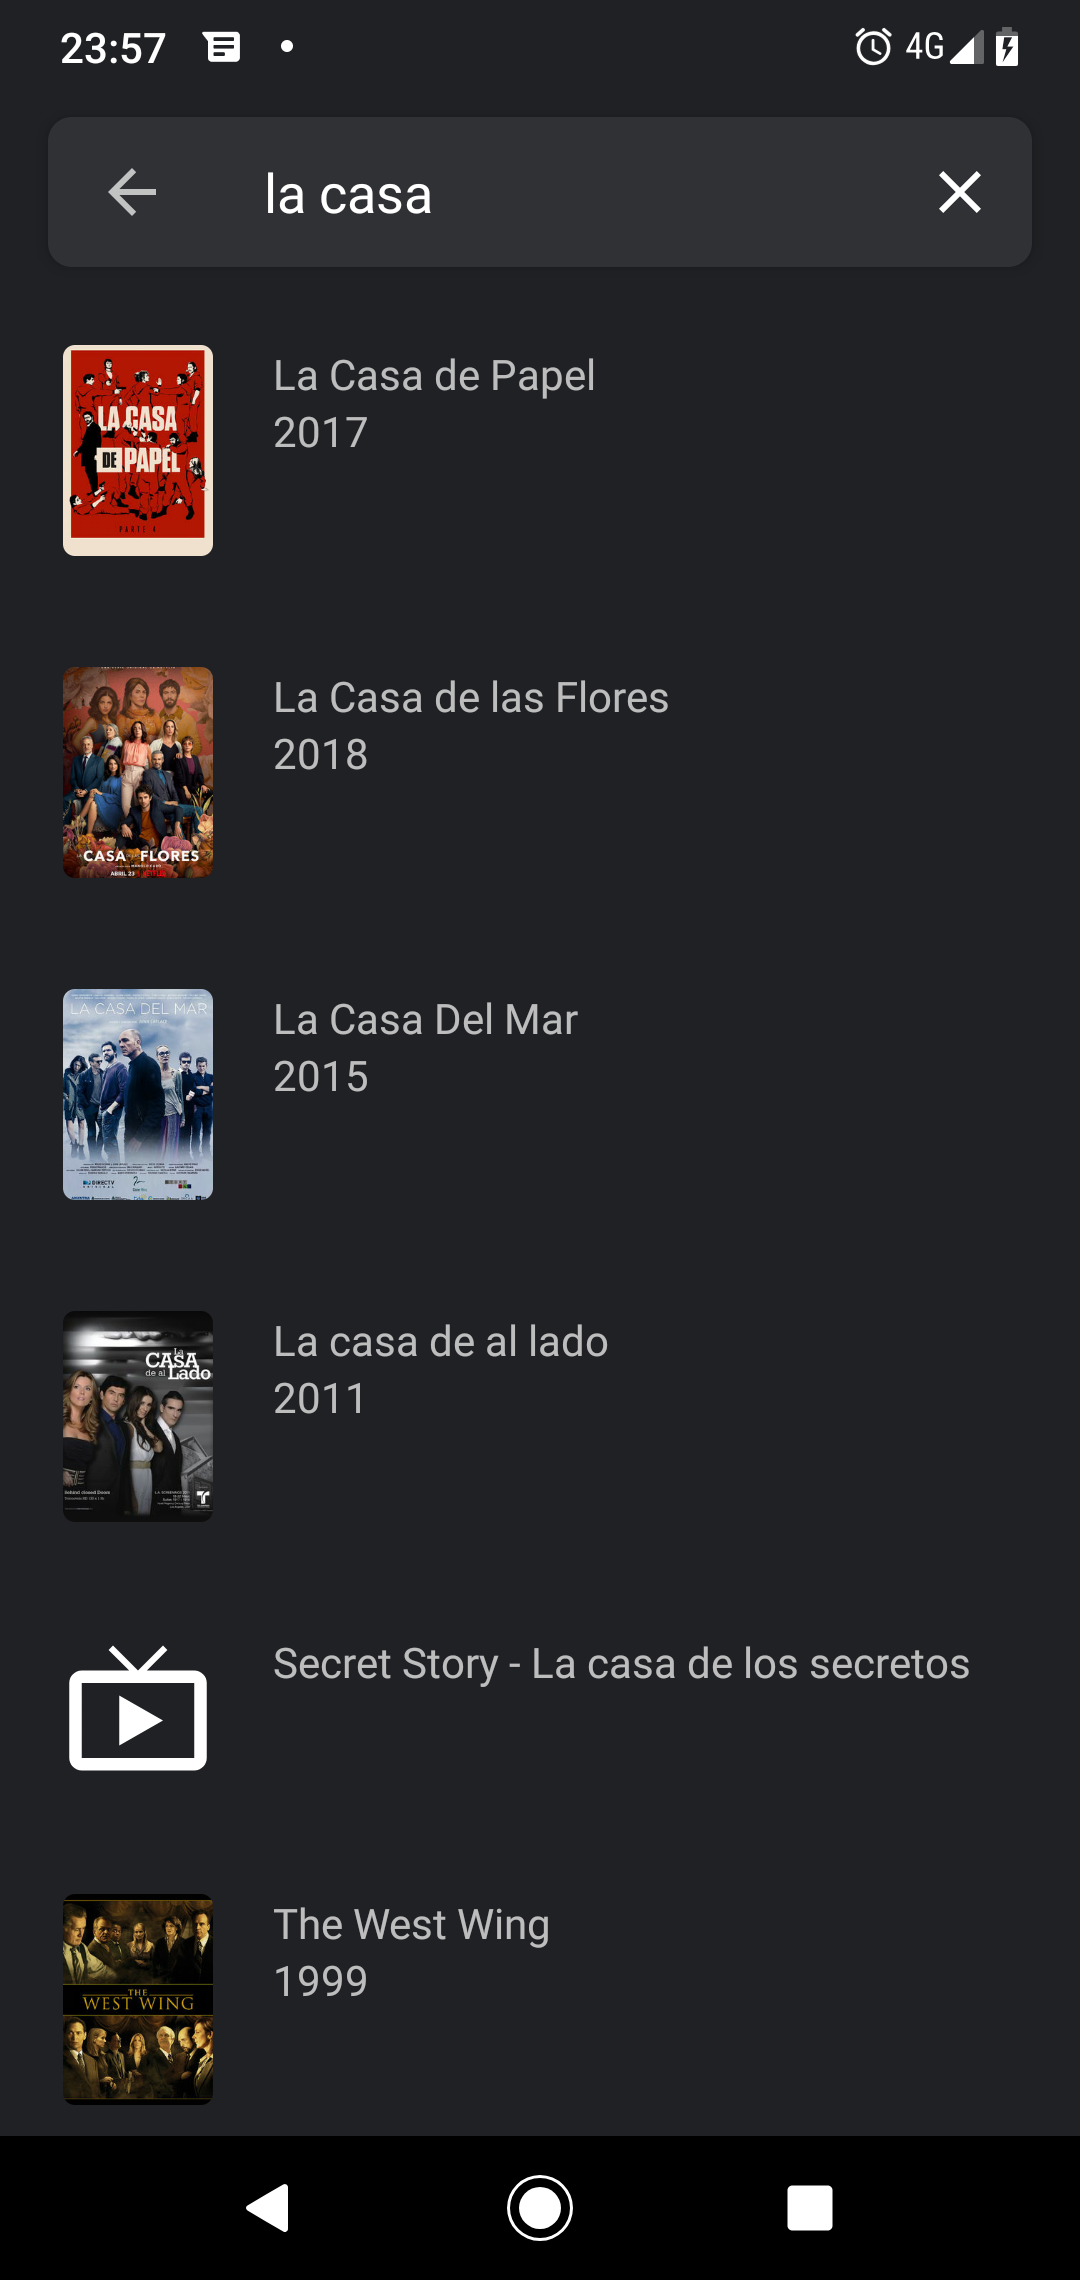 23:57
4G
la casa
La Casa de Papel
2017
LA CASA
DE PAPEL
PARTE 4
La Casa de las Flores
2018
CASA FLORES
ABRIL 23
La Casa Del Mar
2015
LA CASA DEL MAR
DIRECTV
La casa de al lado
2011
La
CASA
de al Lado
Behind closed Doors
Secret Story - La casa de los secretos
The West Wing
1999
THE
WEST WING